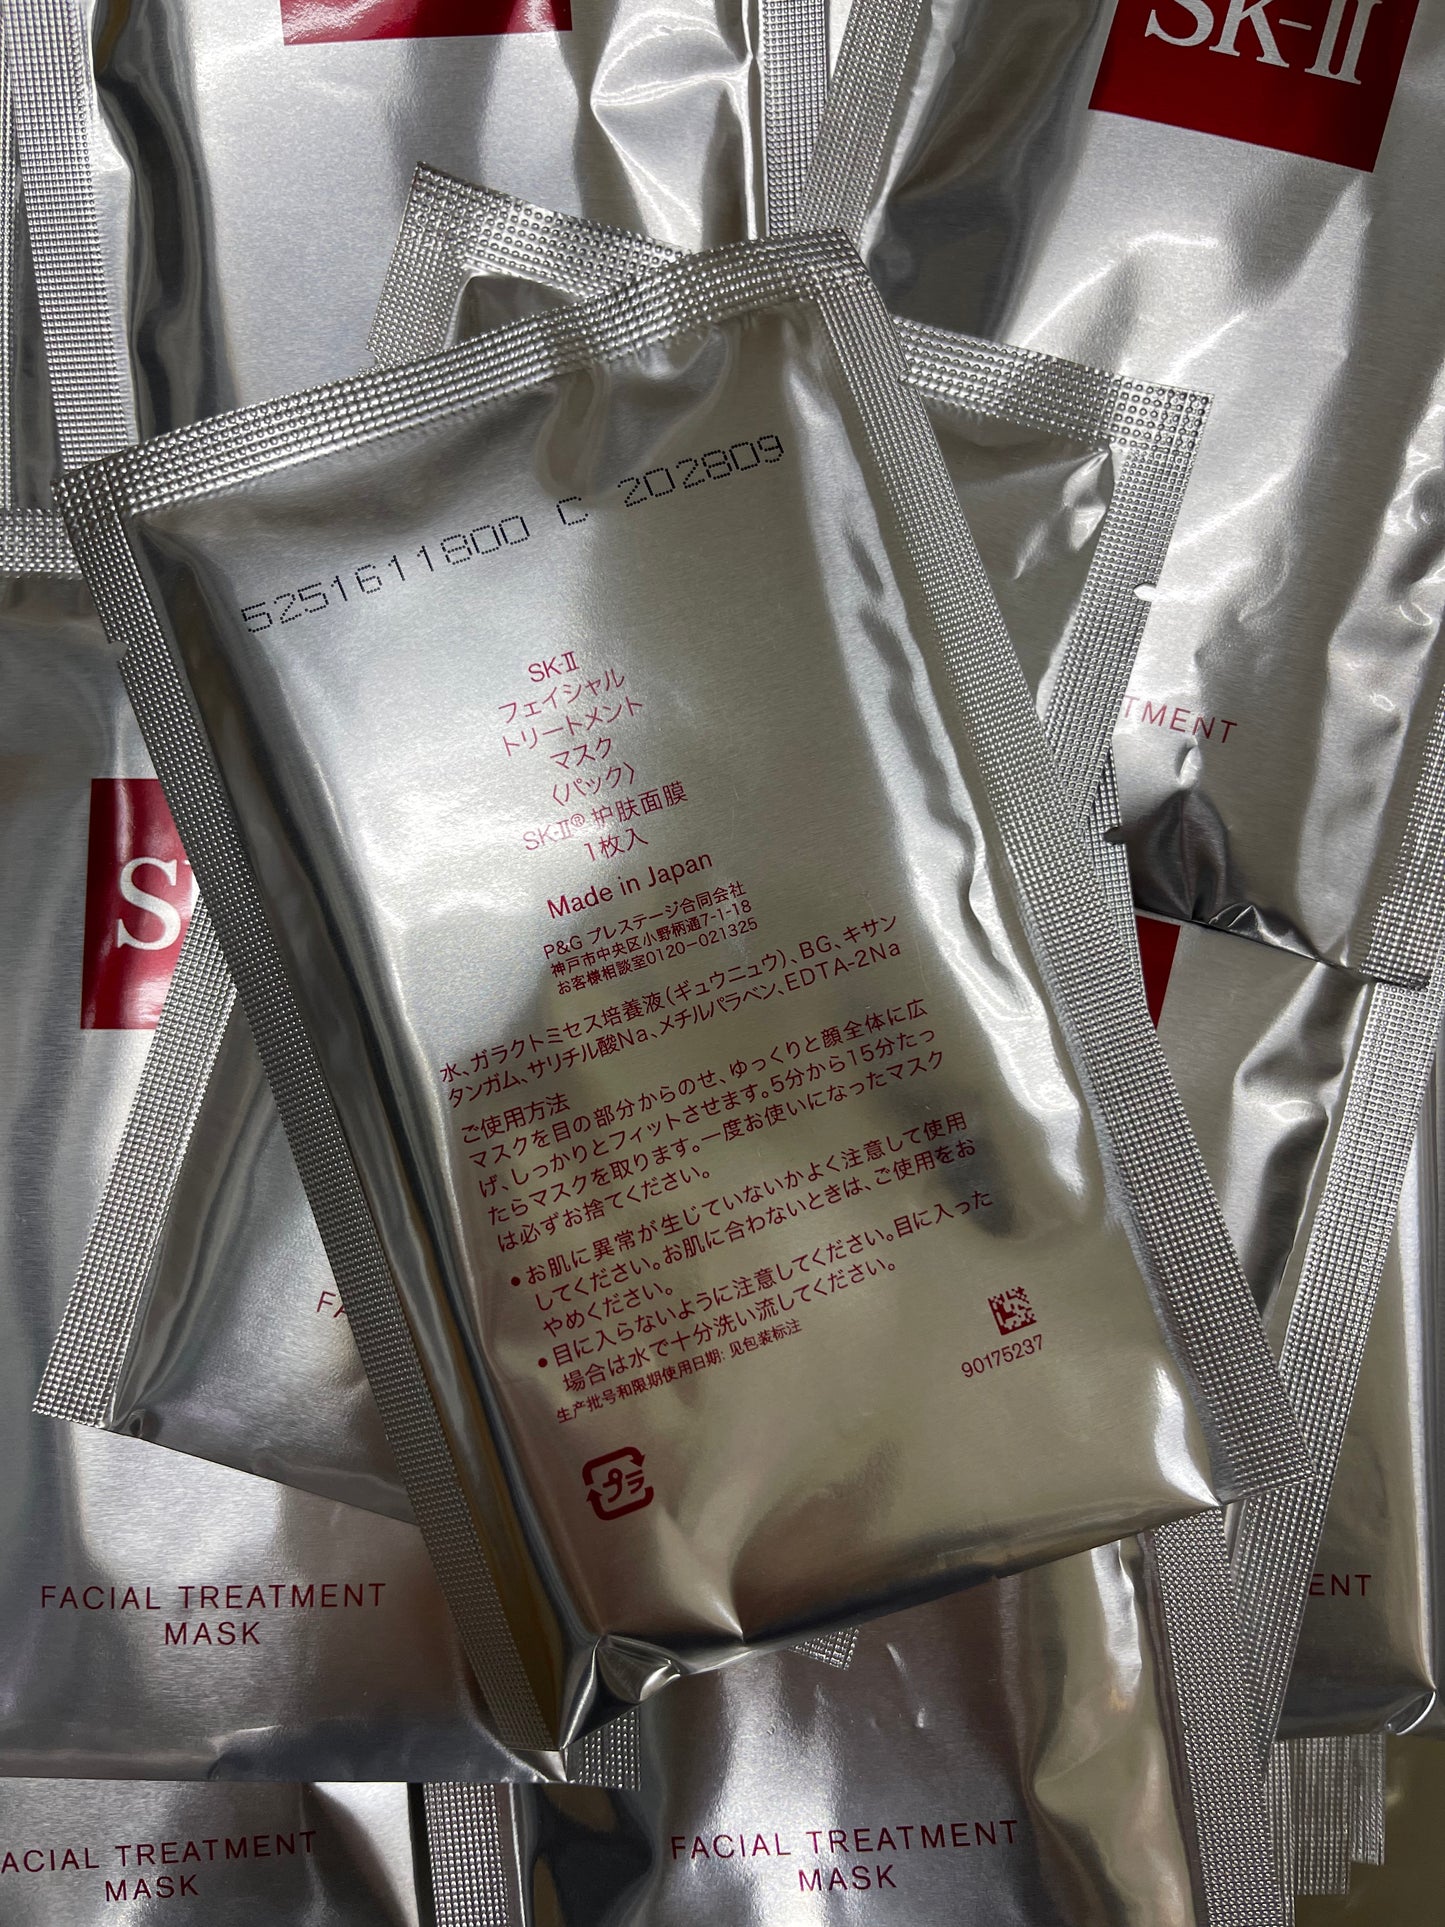 SK-II
5251611800 C 202809
SK-II
フェイシャル
トリートメント
マスク
〈パック〉
SK-II® 护肤面膜
1枚入
Made in Japan
P&G プレステージ合同会社
神戸市中央区小野柄通7-1-18
お客様相談室0120-021325
水、ガラクトミセス培養液(ギュウニュウ)、BG、キサン
タンガム、サリチル酸Na、メチルパラベン、EDTA-2Na
ご使用方法
マスクを目の部分からのせ、ゆっくりと顔全体に広
げ、しっかりとフィットさせます。5分から15分たっ
たらマスクを取ります。一度お使いになったマスク
は必ずお捨てください。
●お肌に異常が生じていないかよく注意して使用
してください。お肌に合わないときは、ご使用をお
やめください。
●目に入らないように注意してください。目に入った
場合は水で十分洗い流してください。
生产批号和限期使用日期: 见包装标注
90175237
プラ
TMENT
S
FA
FACIAL TREATMENT
MASK
ENT
ACIAL TREATMENT
MASK
FACIAL TREATMENT
MASK